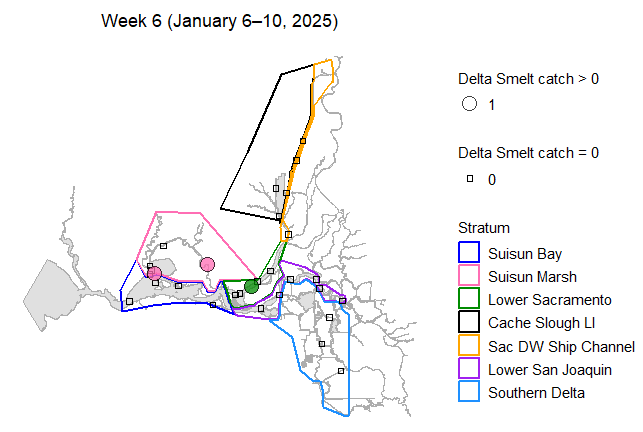 Week 6 (January 6–10, 2025)
Delta Smelt catch > 0
1
Delta Smelt catch = 0
0
Stratum
Suisun Bay
Suisun Marsh
Lower Sacramento
Cache Slough LI
Sac DW Ship Channel
Lower San Joaquin
Southern Delta